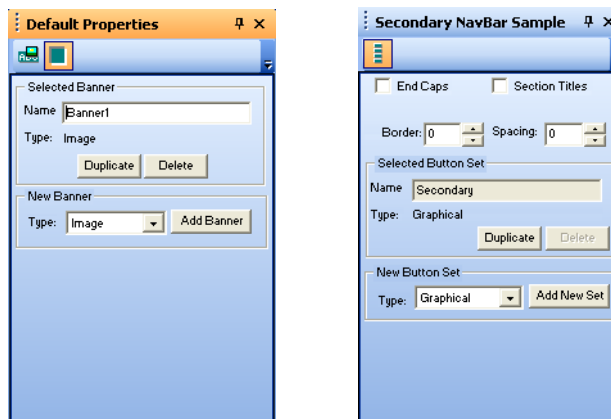 Default Properties
Selected Banner
Name Banner1
Type: Image
Duplicate Delete
New Banner
Type: Image Add Banner
Secondary NavBar Sample
End Caps Section Titles
Border: 0 Spacing: 0
Selected Button Set
Name Secondary
Type: Graphical
Duplicate Delete
New Button Set
Type: Graphical Add New Set